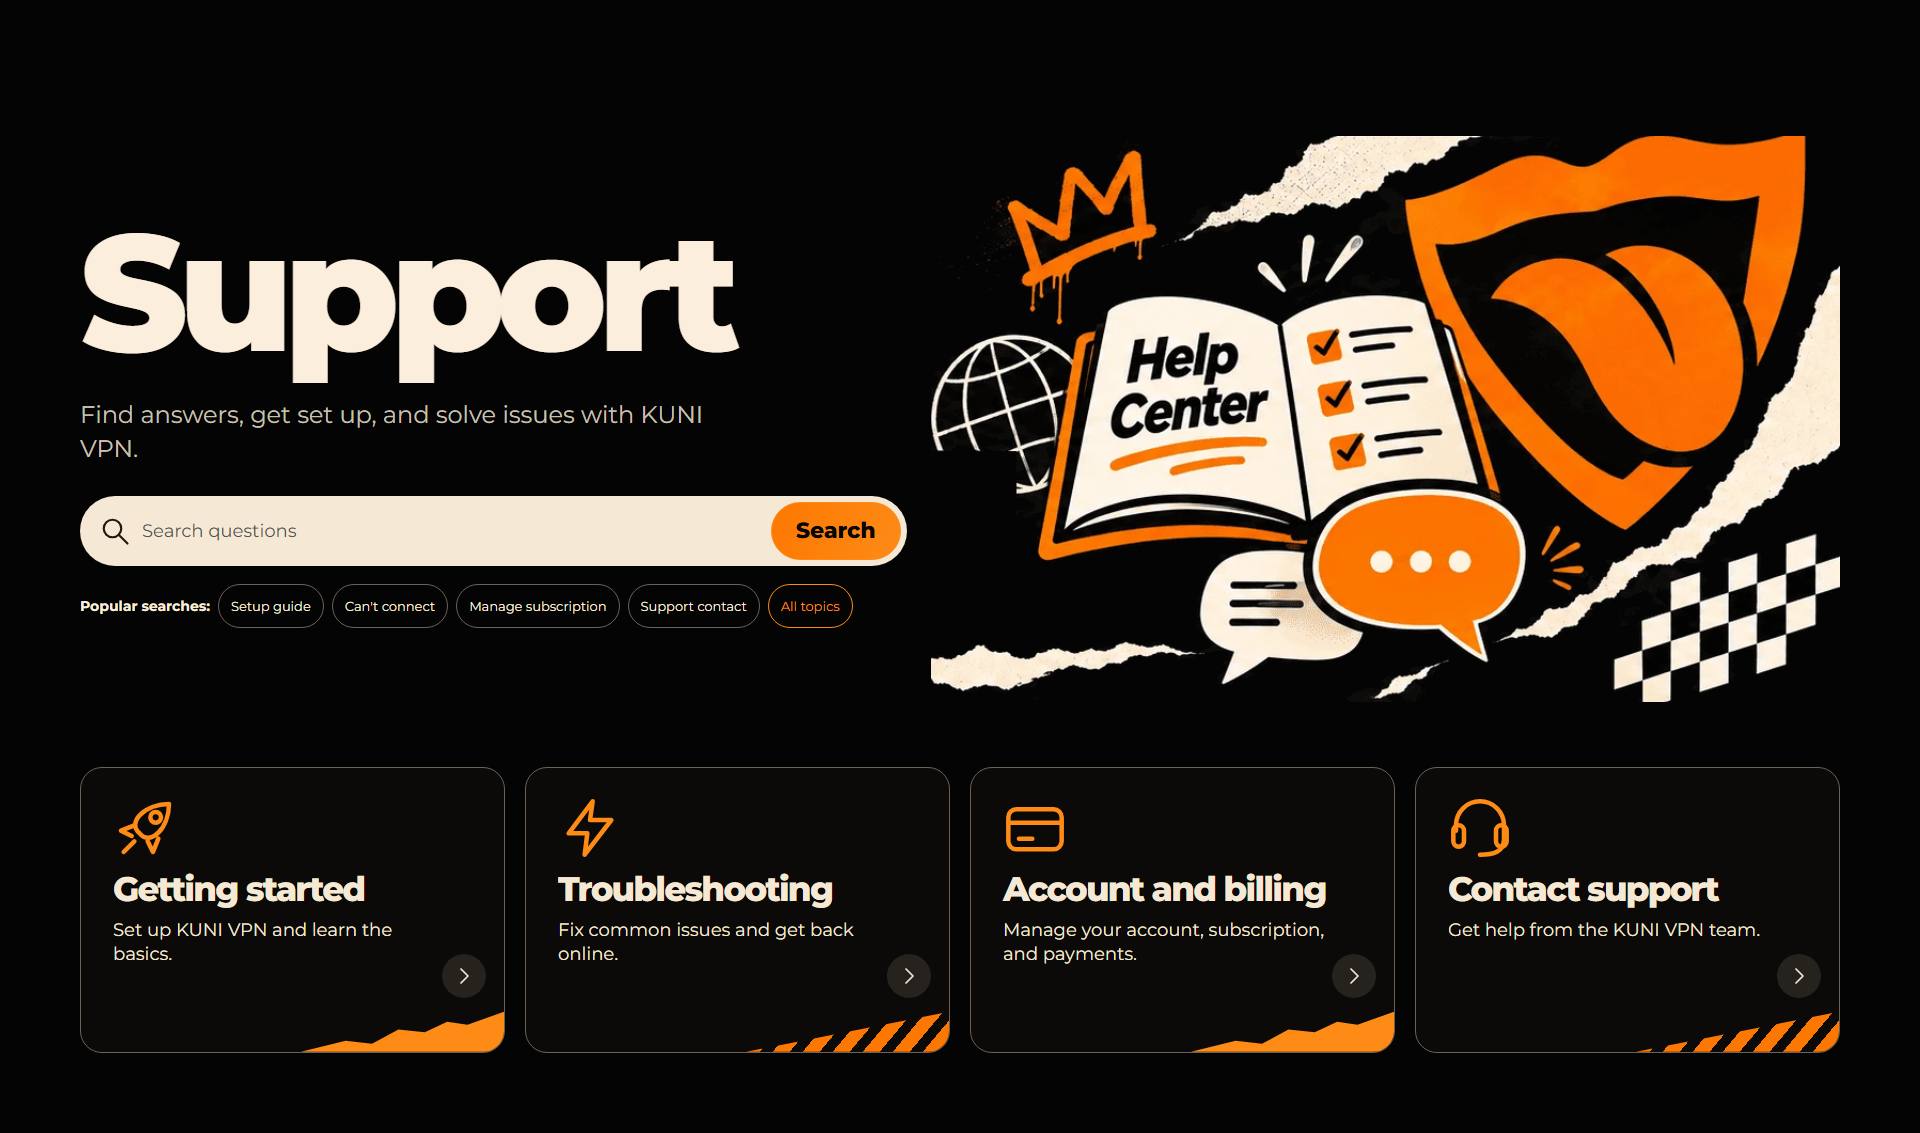 Support
Find answers, get set up, and solve issues with KUNI
VPN.
Search questions
Search
Popular searches:
Setup guide
Can't connect
Manage subscription
Support contact
All topics
Help
Center
Getting started
Set up KUNI VPN and learn the
basics.
Troubleshooting
Fix common issues and get back
online.
Account and billing
Manage your account, subscription,
and payments.
Contact support
Get help from the KUNI VPN team.